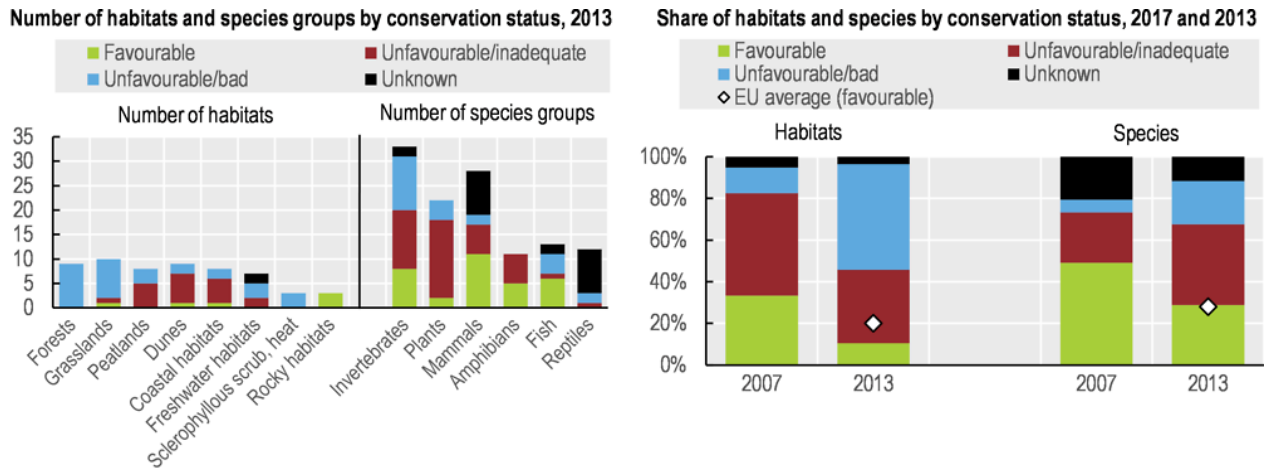 Number of habitats and species groups by conservation status, 2013
Favourable
Unfavourable/inadequate
Unfavourable/bad
Unknown
Number of habitats
Number of species groups
35
30
25
20
15
10
5
0
Forests
Grasslands
Peatlands
Dunes
Coastal habitats
Freshwater habitats
Sclerophyllous scrub, heat
Rocky habitats
Invertebrates
Plants
Mammals
Amphibians
Fish
Reptiles
Share of habitats and species by conservation status, 2017 and 2013
Favourable
Unfavourable/inadequate
Unfavourable/bad
Unknown
EU average (favourable)
Habitats
Species
100%
80%
60%
40%
20%
0%
2007
2013
2007
2013